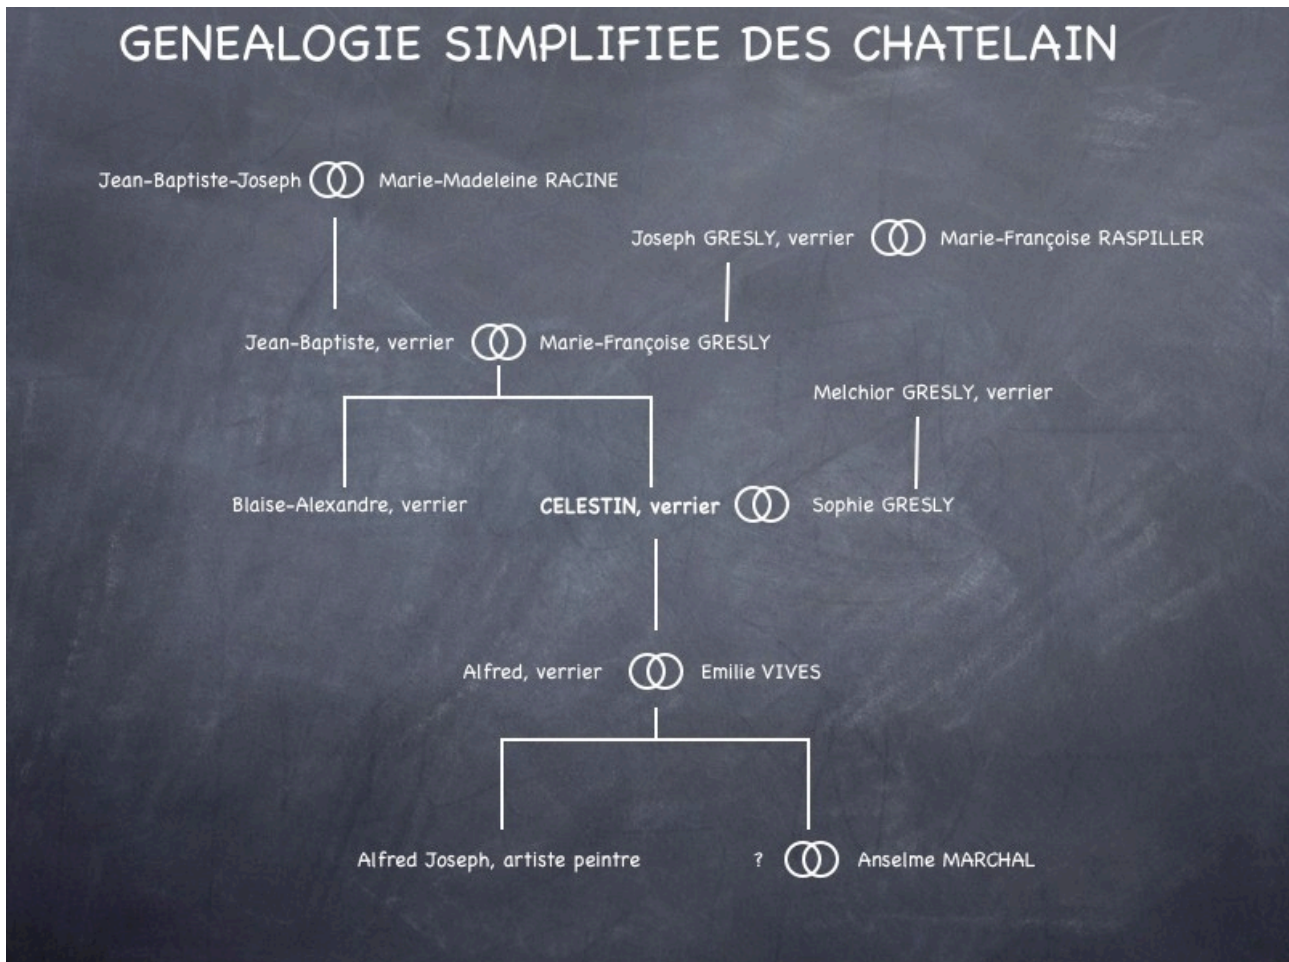 GENEALOGIE SIMPLIFIEE DES CHATELAIN
Jean-Baptiste-Joseph Marie-Madeleine RACINE
Joseph GRESLY, verrier Marie-Françoise RASPILLER
Jean-Baptiste, verrier Marie-Françoise GRESLY
Melchior GRESLY, verrier
Blaise-Alexandre, verrier CELESTIN, verrier Sophie GRESLY
Alfred, verrier Emilie VIVES
Alfred Joseph, artiste peintre ? Anselme MARCHAL